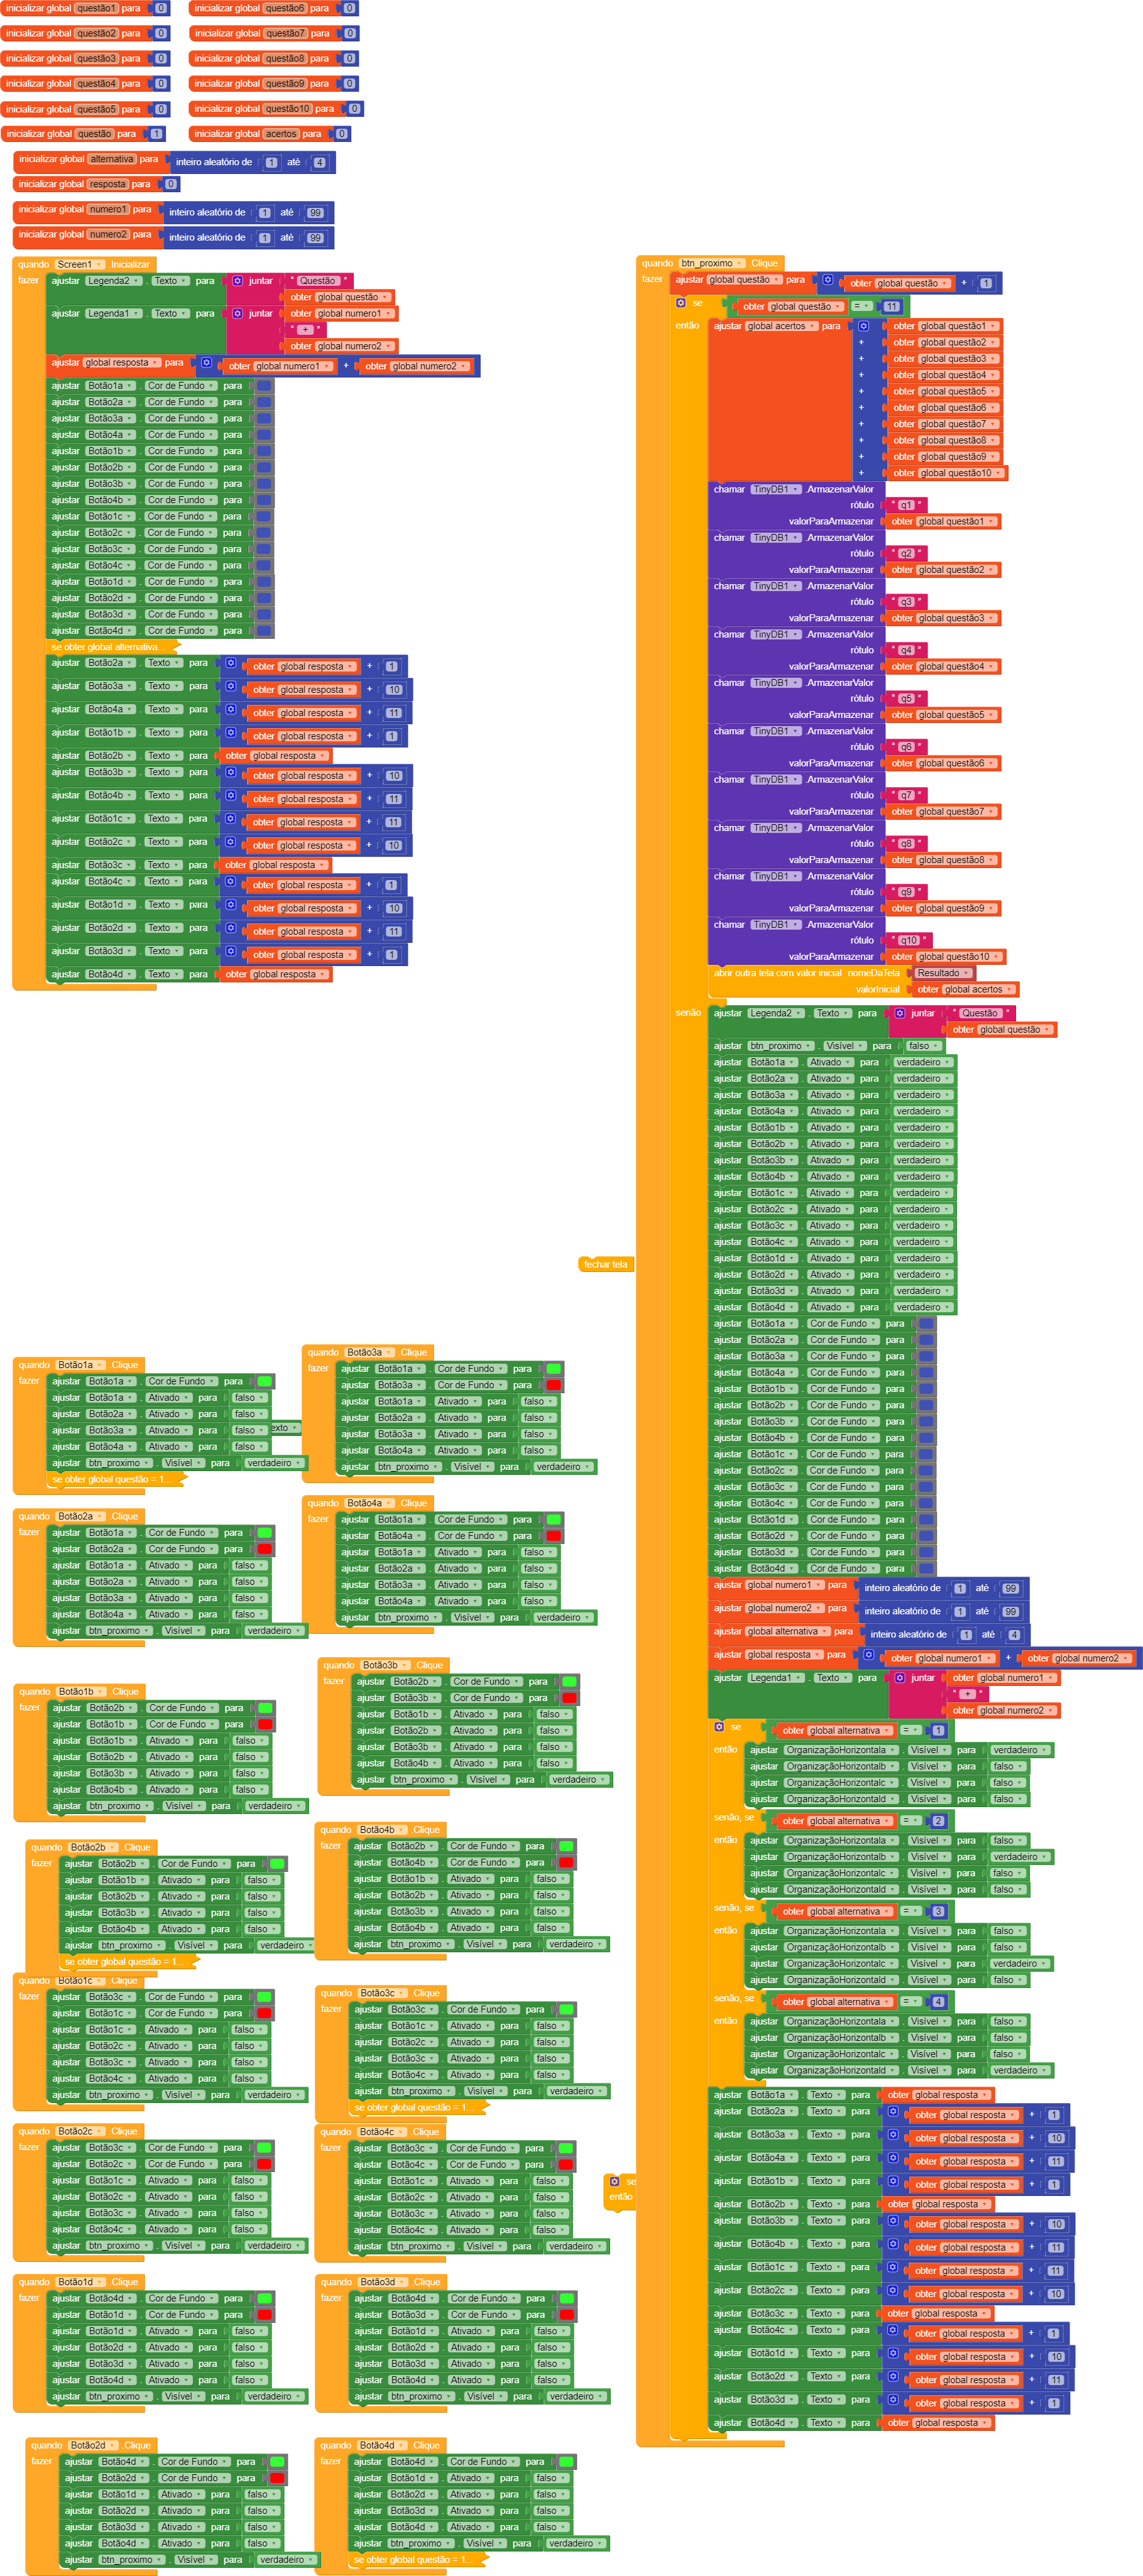 inicializar global questão1 para 0
inicializar global questão6 para 0
inicializar global questão2 para 0
inicializar global questão7 para 0
inicializar global questão3 para 0
inicializar global questão8 para 0
inicializar global questão4 para 0
inicializar global questão9 para 0
inicializar global questão5 para 0
inicializar global questão10 para 0
inicializar global questão para 1
inicializar global acertos para 0
inicializar global alternativa para inteiro aleatório de 1 até 4
inicializar global resposta para 0
inicializar global numero1 para inteiro aleatório de 1 até 99
inicializar global numero2 para inteiro aleatório de 1 até 99
quando Screen1 .Inicializar
fazer ajustar Legenda2 . Texto para juntar " Questão "
obter global questão
ajustar Legenda1 . Texto para juntar obter global numero1
" + "
obter global numero2
ajustar global resposta para obter global numero1 + obter global numero2
ajustar Botão1a . Cor de Fundo para
ajustar Botão2a . Cor de Fundo para
ajustar Botão3a . Cor de Fundo para
ajustar Botão4a . Cor de Fundo para
ajustar Botão1b . Cor de Fundo para
ajustar Botão2b . Cor de Fundo para
ajustar Botão3b . Cor de Fundo para
ajustar Botão4b . Cor de Fundo para
ajustar Botão1c . Cor de Fundo para
ajustar Botão2c . Cor de Fundo para
ajustar Botão3c . Cor de Fundo para
ajustar Botão4c . Cor de Fundo para
ajustar Botão1d . Cor de Fundo para
ajustar Botão2d . Cor de Fundo para
ajustar Botão3d . Cor de Fundo para
ajustar Botão4d . Cor de Fundo para
se obter global alternativa...
ajustar Botão2a . Texto para obter global resposta + 1
ajustar Botão3a . Texto para obter global resposta + 10
ajustar Botão4a . Texto para obter global resposta + 11
ajustar Botão1b . Texto para obter global resposta + 1
ajustar Botão2b . Texto para obter global resposta
ajustar Botão3b . Texto para obter global resposta + 10
ajustar Botão4b . Texto para obter global resposta + 11
ajustar Botão1c . Texto para obter global resposta + 11
ajustar Botão2c . Texto para obter global resposta + 10
ajustar Botão3c . Texto para obter global resposta
ajustar Botão4c . Texto para obter global resposta + 1
ajustar Botão1d . Texto para obter global resposta + 10
ajustar Botão2d . Texto para obter global resposta + 11
ajustar Botão3d . Texto para obter global resposta + 1
ajustar Botão4d . Texto para obter global resposta
quando Botão1a .Clique
fazer ajustar Botão1a . Cor de Fundo para
ajustar Botão1a . Ativado para falso
ajustar Botão2a . Ativado para falso
ajustar Botão3a . Ativado para falso
exto
ajustar Botão4a . Ativado para falso
ajustar btn_proximo . Visível para verdadeiro
se obter global questão = 1...
quando Botão3a .Clique
fazer ajustar Botão1a . Cor de Fundo para
ajustar Botão3a . Cor de Fundo para
ajustar Botão1a . Ativado para falso
ajustar Botão2a . Ativado para falso
ajustar Botão3a . Ativado para falso
ajustar Botão4a . Ativado para falso
ajustar btn_proximo . Visível para verdadeiro
quando Botão2a .Clique
fazer ajustar Botão1a . Cor de Fundo para
ajustar Botão2a . Cor de Fundo para
ajustar Botão1a . Ativado para falso
ajustar Botão2a . Ativado para falso
ajustar Botão3a . Ativado para falso
ajustar Botão4a . Ativado para falso
ajustar btn_proximo . Visível para verdadeiro
quando Botão4a .Clique
fazer ajustar Botão1a . Cor de Fundo para
ajustar Botão4a . Cor de Fundo para
ajustar Botão1a . Ativado para falso
ajustar Botão2a . Ativado para falso
ajustar Botão3a . Ativado para falso
ajustar Botão4a . Ativado para falso
ajustar btn_proximo . Visível para verdadeiro
quando Botão1b .Clique
fazer ajustar Botão2b . Cor de Fundo para
ajustar Botão1b . Cor de Fundo para
ajustar Botão1b . Ativado para falso
ajustar Botão2b . Ativado para falso
ajustar Botão3b . Ativado para falso
ajustar Botão4b . Ativado para falso
ajustar btn_proximo . Visível para verdadeiro
quando Botão3b .Clique
fazer ajustar Botão2b . Cor de Fundo para
ajustar Botão3b . Cor de Fundo para
ajustar Botão1b . Ativado para falso
ajustar Botão2b . Ativado para falso
ajustar Botão3b . Ativado para falso
ajustar Botão4b . Ativado para falso
ajustar btn_proximo . Visível para verdadeiro
quando Botão2b .Clique
fazer ajustar Botão2b . Cor de Fundo para
ajustar Botão1b . Ativado para falso
ajustar Botão2b . Ativado para falso
ajustar Botão3b . Ativado para falso
ajustar Botão4b . Ativado para falso
ajustar btn_proximo . Visível para verdadeiro
se obter global questão = 1...
quando Botão4b .Clique
fazer ajustar Botão2b . Cor de Fundo para
ajustar Botão4b . Cor de Fundo para
ajustar Botão1b . Ativado para falso
ajustar Botão2b . Ativado para falso
ajustar Botão3b . Ativado para falso
ajustar Botão4b . Ativado para falso
ajustar btn_proximo . Visível para verdadeiro
quando Botão1c .Clique
fazer ajustar Botão3c . Cor de Fundo para
ajustar Botão1c . Cor de Fundo para
ajustar Botão1c . Ativado para falso
ajustar Botão2c . Ativado para falso
ajustar Botão3c . Ativado para falso
ajustar Botão4c . Ativado para falso
ajustar btn_proximo . Visível para verdadeiro
quando Botão3c .Clique
fazer ajustar Botão3c . Cor de Fundo para
ajustar Botão1c . Ativado para falso
ajustar Botão2c . Ativado para falso
ajustar Botão3c . Ativado para falso
ajustar Botão4c . Ativado para falso
ajustar btn_proximo . Visível para verdadeiro
se obter global questão = 1...
quando Botão2c .Clique
fazer ajustar Botão3c . Cor de Fundo para
ajustar Botão2c . Cor de Fundo para
ajustar Botão1c . Ativado para falso
ajustar Botão2c . Ativado para falso
ajustar Botão3c . Ativado para falso
ajustar Botão4c . Ativado para falso
ajustar btn_proximo . Visível para verdadeiro
quando Botão4c .Clique
fazer ajustar Botão3c . Cor de Fundo para
ajustar Botão4c . Cor de Fundo para
ajustar Botão1c . Ativado para falso
ajustar Botão2c . Ativado para falso
ajustar Botão3c . Ativado para falso
ajustar Botão4c . Ativado para falso
ajustar btn_proximo . Visível para verdadeiro
quando Botão1d .Clique
fazer ajustar Botão4d . Cor de Fundo para
ajustar Botão1d . Cor de Fundo para
ajustar Botão1d . Ativado para falso
ajustar Botão2d . Ativado para falso
ajustar Botão3d . Ativado para falso
ajustar Botão4d . Ativado para falso
ajustar btn_proximo . Visível para verdadeiro
quando Botão3d .Clique
fazer ajustar Botão4d . Cor de Fundo para
ajustar Botão3d . Cor de Fundo para
ajustar Botão1d . Ativado para falso
ajustar Botão2d . Ativado para falso
ajustar Botão3d . Ativado para falso
ajustar Botão4d . Ativado para falso
ajustar btn_proximo . Visível para verdadeiro
quando Botão2d .Clique
fazer ajustar Botão4d . Cor de Fundo para
ajustar Botão2d . Cor de Fundo para
ajustar Botão1d . Ativado para falso
ajustar Botão2d . Ativado para falso
ajustar Botão3d . Ativado para falso
ajustar Botão4d . Ativado para falso
ajustar btn_proximo . Visível para verdadeiro
quando Botão4d .Clique
fazer ajustar Botão4d . Cor de Fundo para
ajustar Botão1d . Ativado para falso
ajustar Botão2d . Ativado para falso
ajustar Botão3d . Ativado para falso
ajustar Botão4d . Ativado para falso
ajustar btn_proximo . Visível para verdadeiro
se obter global questão = 1...
fechar tela
se
então
quando btn_proximo .Clique
fazer ajustar global questão para obter global questão + 1
se obter global questão = 11
então ajustar global acertos para obter global questão1
+ obter global questão2
+ obter global questão3
+ obter global questão4
+ obter global questão5
+ obter global questão6
+ obter global questão7
+ obter global questão8
+ obter global questão9
+ obter global questão10
chamar TinyDB1 .ArmazenarValor
rótulo " q1 "
valorParaArmazenar obter global questão1
chamar TinyDB1 .ArmazenarValor
rótulo " q2 "
valorParaArmazenar obter global questão2
chamar TinyDB1 .ArmazenarValor
rótulo " q3 "
valorParaArmazenar obter global questão3
chamar TinyDB1 .ArmazenarValor
rótulo " q4 "
valorParaArmazenar obter global questão4
chamar TinyDB1 .ArmazenarValor
rótulo " q5 "
valorParaArmazenar obter global questão5
chamar TinyDB1 .ArmazenarValor
rótulo " q6 "
valorParaArmazenar obter global questão6
chamar TinyDB1 .ArmazenarValor
rótulo " q7 "
valorParaArmazenar obter global questão7
chamar TinyDB1 .ArmazenarValor
rótulo " q8 "
valorParaArmazenar obter global questão8
chamar TinyDB1 .ArmazenarValor
rótulo " q9 "
valorParaArmazenar obter global questão9
chamar TinyDB1 .ArmazenarValor
rótulo " q10 "
valorParaArmazenar obter global questão10
abrir outra tela com valor inicial nomeDaTela Resultado
valorInicial obter global acertos
senão ajustar Legenda2 . Texto para juntar " Questão "
obter global questão
ajustar btn_proximo . Visível para falso
ajustar Botão1a . Ativado para verdadeiro
ajustar Botão2a . Ativado para verdadeiro
ajustar Botão3a . Ativado para verdadeiro
ajustar Botão4a . Ativado para verdadeiro
ajustar Botão1b . Ativado para verdadeiro
ajustar Botão2b . Ativado para verdadeiro
ajustar Botão3b . Ativado para verdadeiro
ajustar Botão4b . Ativado para verdadeiro
ajustar Botão1c . Ativado para verdadeiro
ajustar Botão2c . Ativado para verdadeiro
ajustar Botão3c . Ativado para verdadeiro
ajustar Botão4c . Ativado para verdadeiro
ajustar Botão1d . Ativado para verdadeiro
ajustar Botão2d . Ativado para verdadeiro
ajustar Botão3d . Ativado para verdadeiro
ajustar Botão4d . Ativado para verdadeiro
ajustar Botão1a . Cor de Fundo para
ajustar Botão2a . Cor de Fundo para
ajustar Botão3a . Cor de Fundo para
ajustar Botão4a . Cor de Fundo para
ajustar Botão1b . Cor de Fundo para
ajustar Botão2b . Cor de Fundo para
ajustar Botão3b . Cor de Fundo para
ajustar Botão4b . Cor de Fundo para
ajustar Botão1c . Cor de Fundo para
ajustar Botão2c . Cor de Fundo para
ajustar Botão3c . Cor de Fundo para
ajustar Botão4c . Cor de Fundo para
ajustar Botão1d . Cor de Fundo para
ajustar Botão2d . Cor de Fundo para
ajustar Botão3d . Cor de Fundo para
ajustar Botão4d . Cor de Fundo para
ajustar global numero1 para inteiro aleatório de 1 até 99
ajustar global numero2 para inteiro aleatório de 1 até 99
ajustar global alternativa para inteiro aleatório de 1 até 4
ajustar global resposta para obter global numero1 + obter global numero2
ajustar Legenda1 . Texto para juntar obter global numero1
" + "
obter global numero2
se obter global alternativa = 1
então ajustar OrganizaçãoHorizontala . Visível para verdadeiro
ajustar OrganizaçãoHorizontalb . Visível para falso
ajustar OrganizaçãoHorizontalc . Visível para falso
ajustar OrganizaçãoHorizontald . Visível para falso
senão, se obter global alternativa = 2
então ajustar OrganizaçãoHorizontala . Visível para falso
ajustar OrganizaçãoHorizontalb . Visível para verdadeiro
ajustar OrganizaçãoHorizontalc . Visível para falso
ajustar OrganizaçãoHorizontald . Visível para falso
senão, se obter global alternativa = 3
então ajustar OrganizaçãoHorizontala . Visível para falso
ajustar OrganizaçãoHorizontalb . Visível para falso
ajustar OrganizaçãoHorizontalc . Visível para verdadeiro
ajustar OrganizaçãoHorizontald . Visível para falso
senão, se obter global alternativa = 4
então ajustar OrganizaçãoHorizontala . Visível para falso
ajustar OrganizaçãoHorizontalb . Visível para falso
ajustar OrganizaçãoHorizontalc . Visível para falso
ajustar OrganizaçãoHorizontald . Visível para verdadeiro
ajustar Botão1a . Texto para obter global resposta
ajustar Botão2a . Texto para obter global resposta + 1
ajustar Botão3a . Texto para obter global resposta + 10
ajustar Botão4a . Texto para obter global resposta + 11
ajustar Botão1b . Texto para obter global resposta + 1
ajustar Botão2b . Texto para obter global resposta
ajustar Botão3b . Texto para obter global resposta + 10
ajustar Botão4b . Texto para obter global resposta + 11
ajustar Botão1c . Texto para obter global resposta + 11
ajustar Botão2c . Texto para obter global resposta + 10
ajustar Botão3c . Texto para obter global resposta
ajustar Botão4c . Texto para obter global resposta + 1
ajustar Botão1d . Texto para obter global resposta + 10
ajustar Botão2d . Texto para obter global resposta + 11
ajustar Botão3d . Texto para obter global resposta + 1
ajustar Botão4d . Texto para obter global resposta